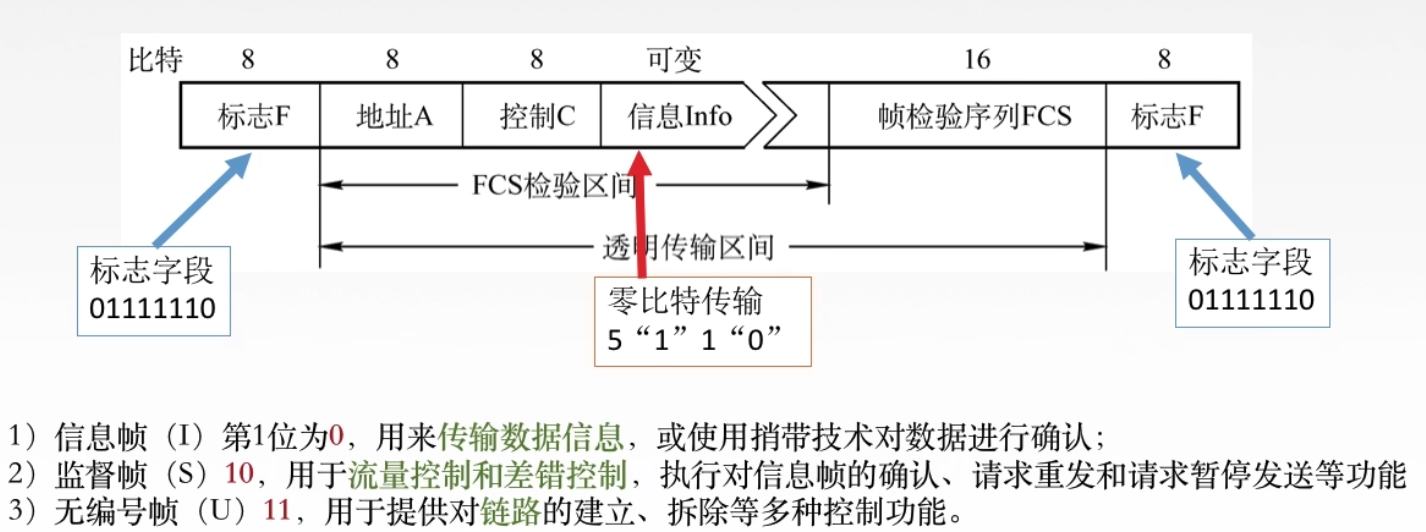 比特 8 8 8 可变 16 8
标志F 地址A 控制C 信息Info 帧检验序列FCS 标志F
FCS检验区间
透明传输区间
标志字段
01111110
零比特传输
5“1”1“0”
标志字段
01111110
1）信息帧（I）第1位为0，用来传输数据信息，或使用捎带技术对数据进行确认；
2）监督帧（S）10，用于流量控制和差错控制，执行对信息帧的确认、请求重发和请求暂停发送等功能
3）无编号帧（U）11，用于提供对链路的建立、拆除等多种控制功能。